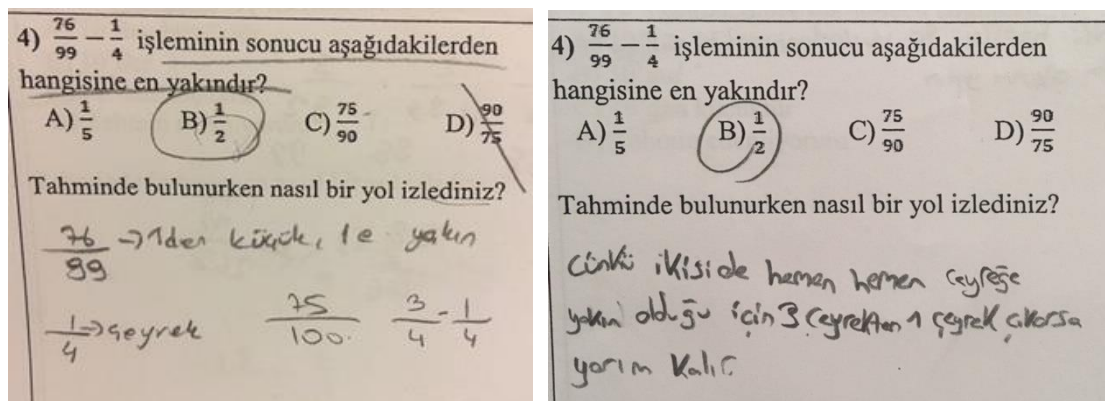 4) 76/99 − 1/4 işleminin sonucu aşağıdakilerden
hangisine en yakındır?
A) 1/5 B) 1/2 C) 75/90 D) 90/75
Tahminde bulunurken nasıl bir yol izlediniz?
76/99 → 1den küçük, 1e yakın
1/4 → çeyrek 75/100 3/4 - 1/4
4) 76/99 − 1/4 işleminin sonucu aşağıdakilerden
hangisine en yakındır?
A) 1/5 B) 1/2 C) 75/90 D) 90/75
Tahminde bulunurken nasıl bir yol izlediniz?
Çünkü ikiside hemen hemen çeyreğe
yakın olduğu için 3 çeyrekten 1 çeyrek çıkarsa
yarım kalır